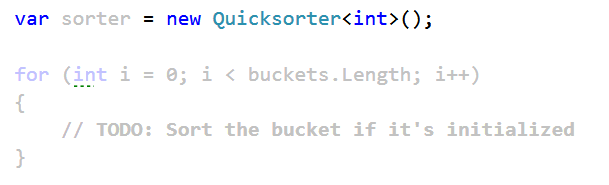 var sorter = new Quicksorter<int>();
for (int i = 0; i < buckets.Length; i++)
{
// TODO: Sort the bucket if it's initialized
}